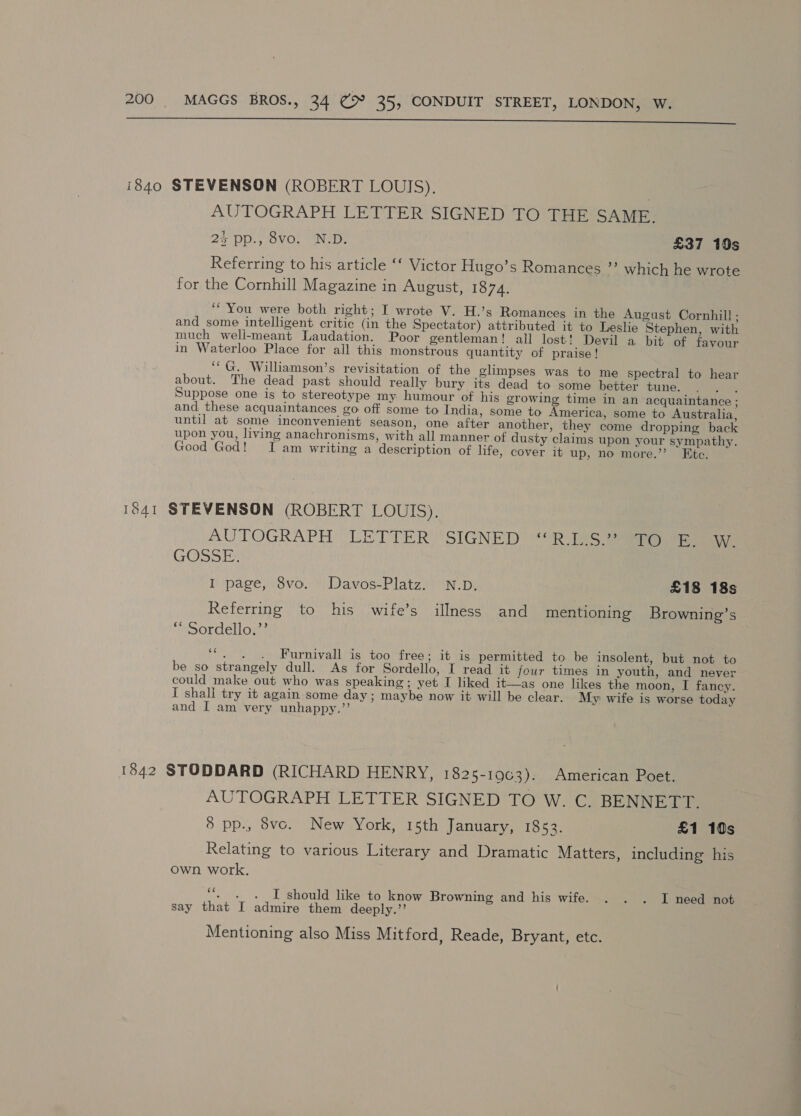 200 MAGGS BROS., 34 & 35, CONDUIT STREET, LONDON, W.
1840 STEVENSON (ROBERT LOUIS).
AUTOGRAPH LETTER SIGNED TO THE SAME.
2½ pp., 8vo. N.D. £37 10s
Referring to his article “ Victor Hugo’s Romances ” which he wrote
for the Cornhill Magazine in August, 1874.
“ You were both right; I wrote V. H.’s Romances in the August Cornhill;
and some intelligent critic (in the Spectator) attributed it to Leslie Stephen, with
much well-meant Laudation. Poor gentleman! all lost! Devil a bit of favour
in Waterloo Place for all this monstrous quantity of praise!
“ G. Williamson’s revisitation of the glimpses was to me spectral to hear
about. The dead past should really bury its dead to some better tune. . . .
Suppose one is to stereotype my humour of his growing time in an acquaintance;
and these acquaintances go off some to India, some to America, some to Australia,
until at some inconvenient season, one after another, they come dropping back
upon you, living anachronisms, with all manner of dusty claims upon your sympathy.
Good God! I am writing a description of life, cover it up, no more.” Etc.
1841 STEVENSON (ROBERT LOUIS).
AUTOGRAPH LETTER SIGNED “ R.L.S.” TO E. W.
GOSSE.
1 page, 8vo. Davos-Platz. N.D. £18 18s
Referring to his wife’s illness and mentioning Browning’s
“ Sordello.”
“ . . . Furnivall is too free; it is permitted to be insolent, but not to
be so strangely dull. As for Sordello, I read it four times in youth, and never
could make out who was speaking; yet I liked it—as one likes the moon, I fancy.
I shall try it again some day; maybe now it will be clear. My wife is worse today
and I am very unhappy.”
1842 STODDARD (RICHARD HENRY, 1825-1903). American Poet.
AUTOGRAPH LETTER SIGNED TO W. C. BENNETT.
8 pp., 8vo. New York, 15th January, 1853. £1 10s
Relating to various Literary and Dramatic Matters, including his
own work.
“ . . . I should like to know Browning and his wife. . . . I need not
say that I admire them deeply.”
Mentioning also Miss Mitford, Reade, Bryant, etc.